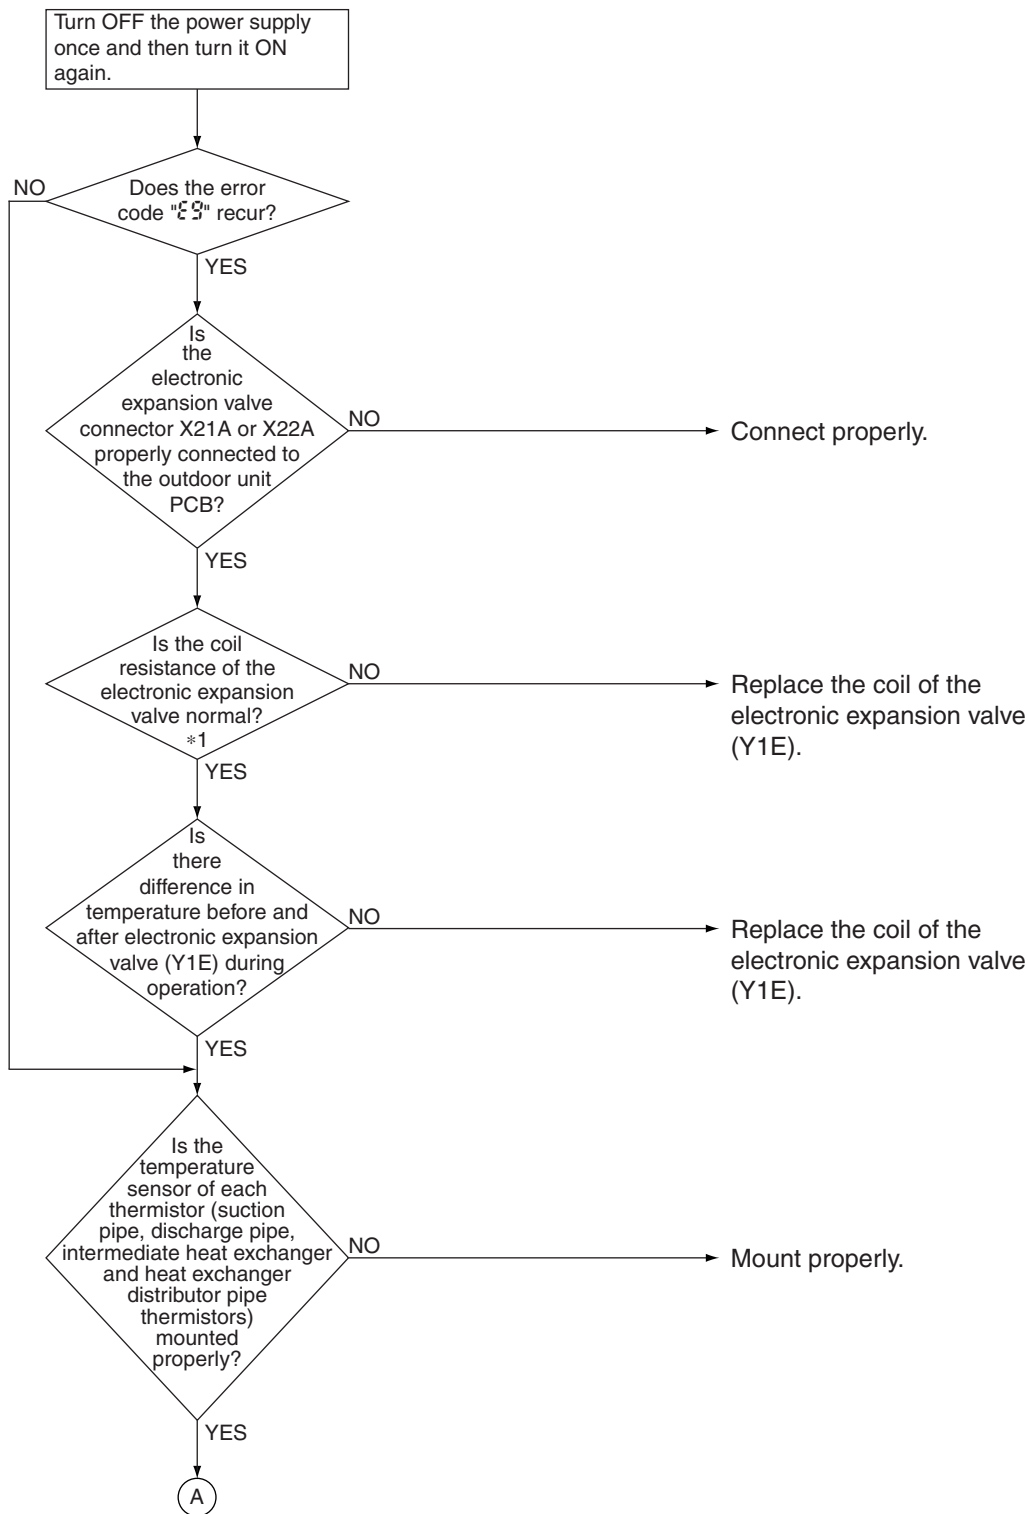 Turn OFF the power supply
once and then turn it ON
again.
NO
Does the error
code "E9" recur?
YES
Is
the
electronic
expansion valve
connector X21A or X22A
properly connected to
the outdoor unit
PCB?
NO
Connect properly.
YES
Is the coil
resistance of the
electronic expansion
valve normal?
*1
NO
Replace the coil of the
electronic expansion valve
(Y1E).
YES
Is
there
difference in
temperature before and
after electronic expansion
valve (Y1E) during
operation?
NO
Replace the coil of the
electronic expansion valve
(Y1E).
YES
Is the
temperature
sensor of each
thermistor (suction
pipe, discharge pipe,
intermediate heat exchanger
and heat exchanger
distributor pipe
thermistors)
mounted
properly?
NO
Mount properly.
YES
A